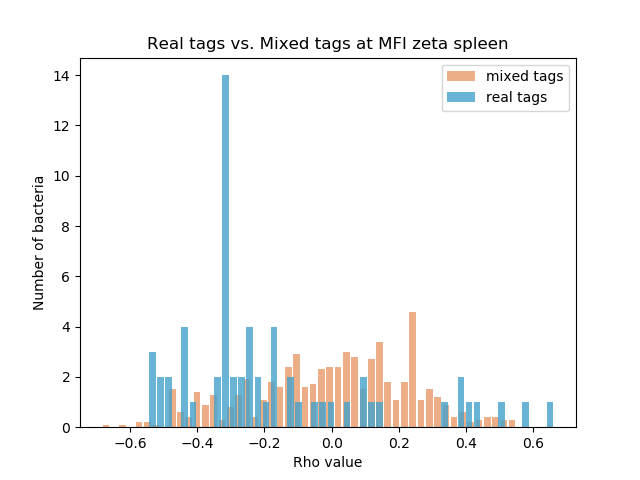 Real tags vs. Mixed tags at MFI zeta spleen
mixed tags
real tags
Number of bacteria
14
12
10
8
6
4
2
0
−0.6 −0.4 −0.2 0.0 0.2 0.4 0.6
Rho value